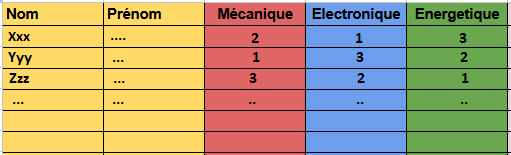 Nom Prénom Mécanique Electronique Energetique
Xxx .... 2 1 3
Yyy ... 1 3 2
Zzz ... 3 2 1
... ... .. .. ..